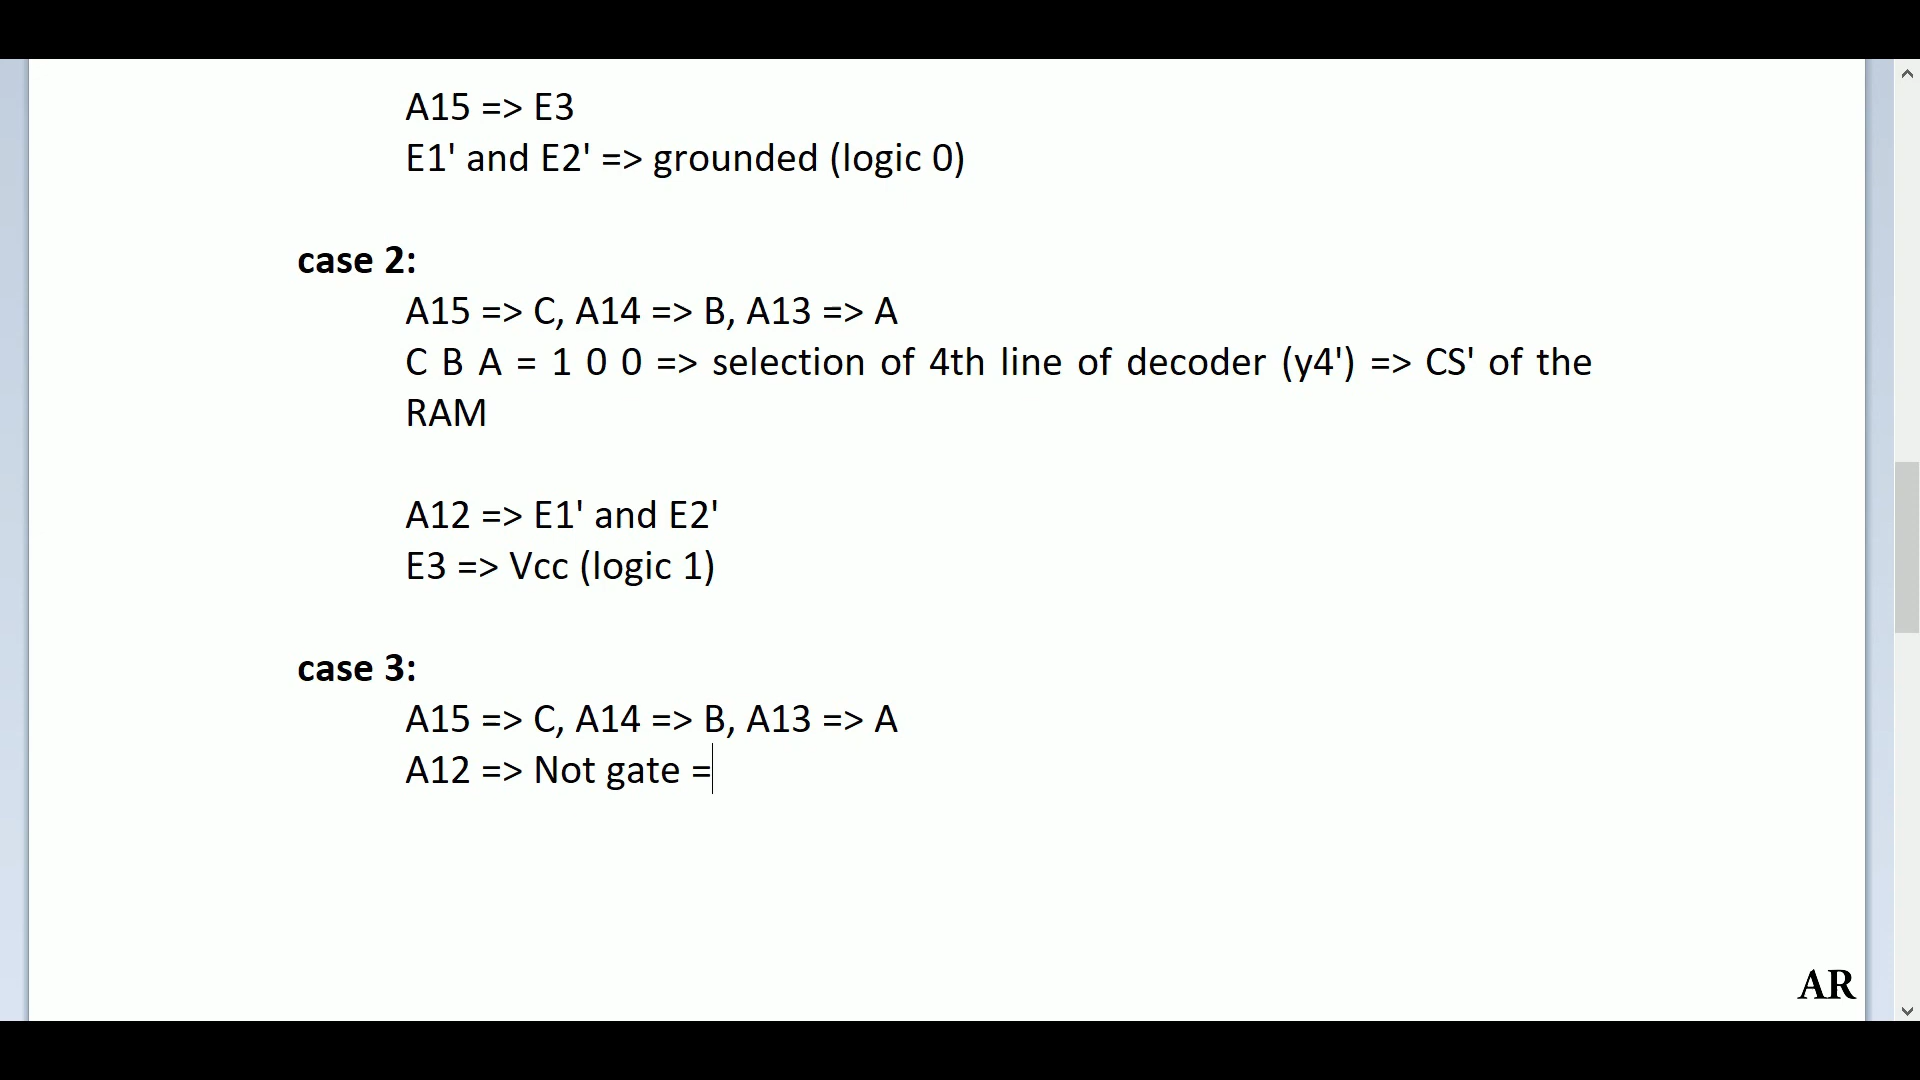 A15 => E3
E1' and E2' => grounded (logic 0)
case 2:
A15 => C, A14 => B, A13 => A
C B A = 1 0 0 => selection of 4th line of decoder (y4') => CS' of the
RAM
A12 => E1' and E2'
E3 => Vcc (logic 1)
case 3:
A15 => C, A14 => B, A13 => A
A12 => Not gate =
AR